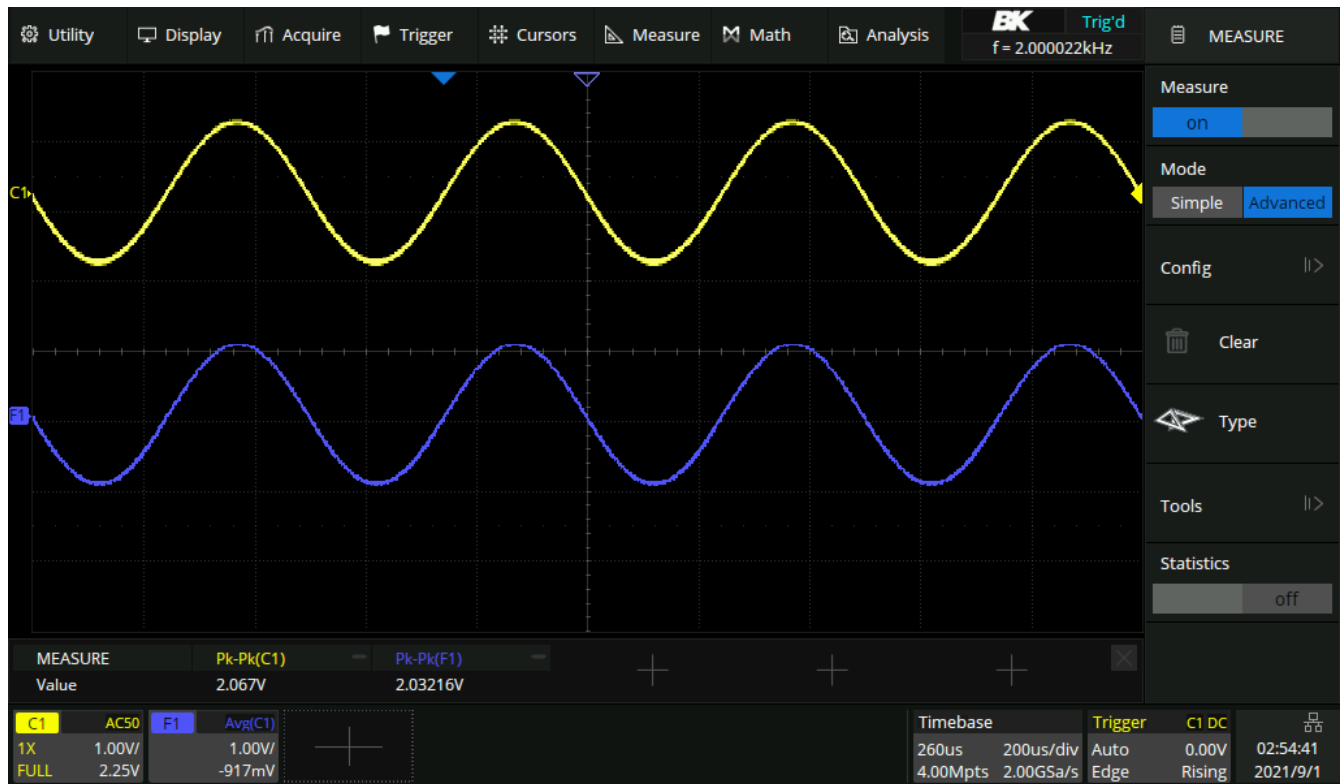 Utility Display Acquire Trigger Cursors Measure Math Analysis BK Trig'd MEASURE
f = 2.000022kHz
Measure
on
Mode
Simple Advanced
C1
Config
Clear
F1
Type
Tools
Statistics
off
MEASURE Pk-Pk(C1) Pk-Pk(F1)
Value 2.067V 2.03216V
C1 AC50 F1 Avg(C1) Timebase Trigger C1 DC
1X 1.00V/ 1.00V/ 260us 200us/div Auto 0.00V 02:54:41
FULL 2.25V -917mV 4.00Mpts 2.00GSa/s Edge Rising 2021/9/1